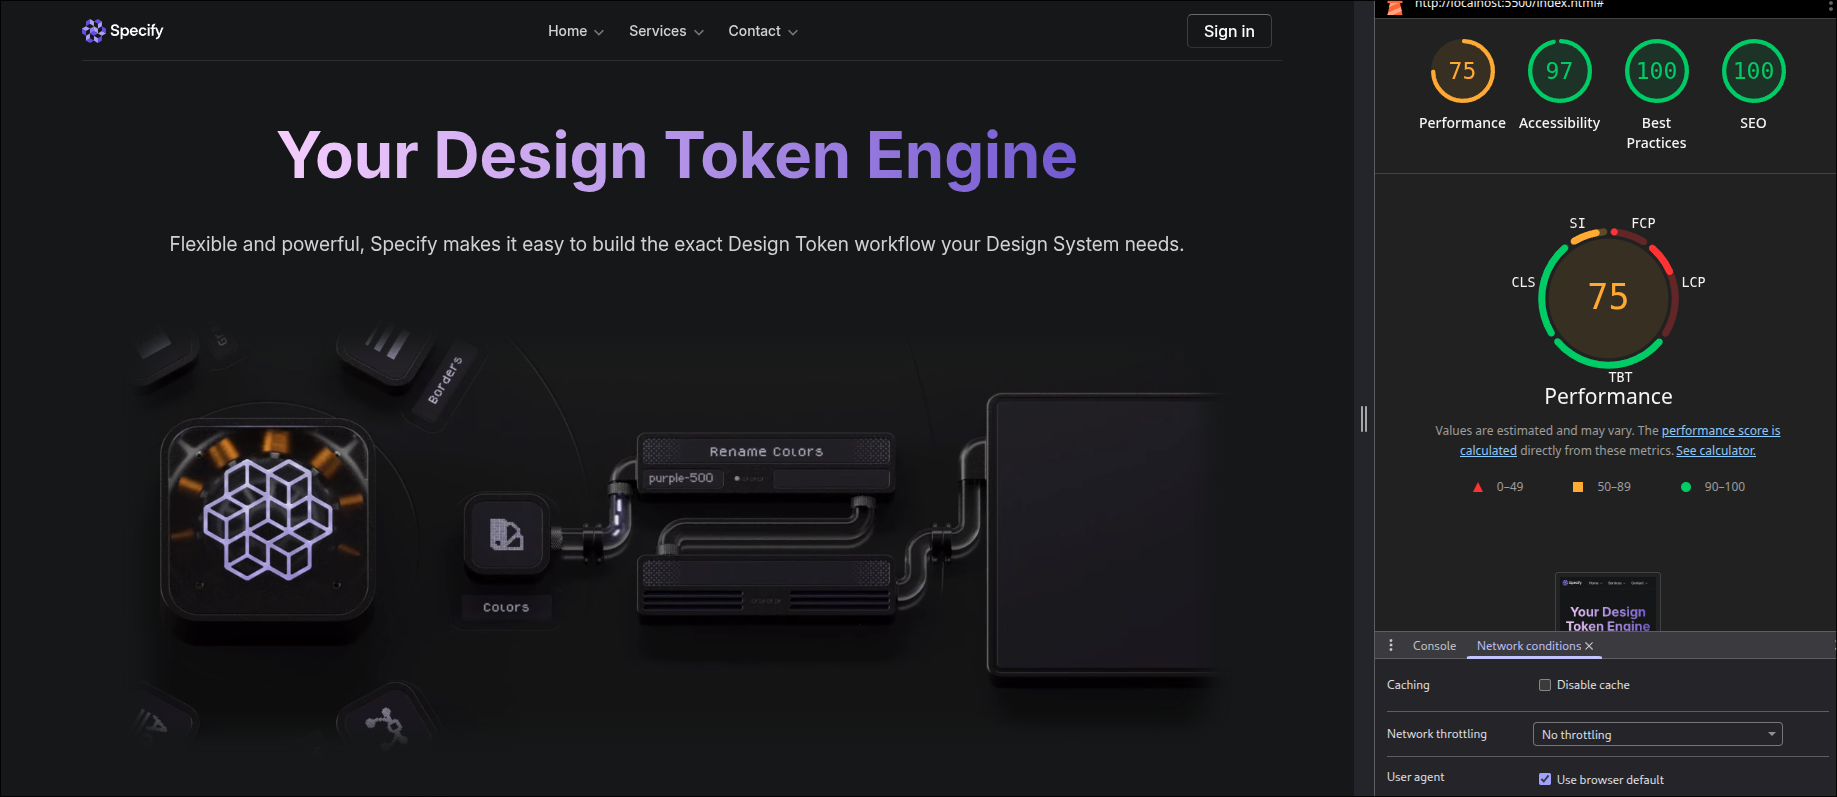 Specify
Home
Services
Contact
Sign in
Your Design Token Engine
Flexible and powerful, Specify makes it easy to build the exact Design Token workflow your Design System needs.
Borders
Rename Colors
purple-500
Colors
http://localhost:5500/index.html#
75
97
100
100
Performance
Accessibility
Best
Practices
SEO
SI
FCP
CLS
LCP
75
TBT
Performance
Values are estimated and may vary. The performance score is
calculated directly from these metrics. See calculator.
0–49
50–89
90–100
Specify
Home
Services
Contact
Your Design
Token Engine
Console
Network conditions
Caching
Disable cache
Network throttling
No throttling
User agent
Use browser default